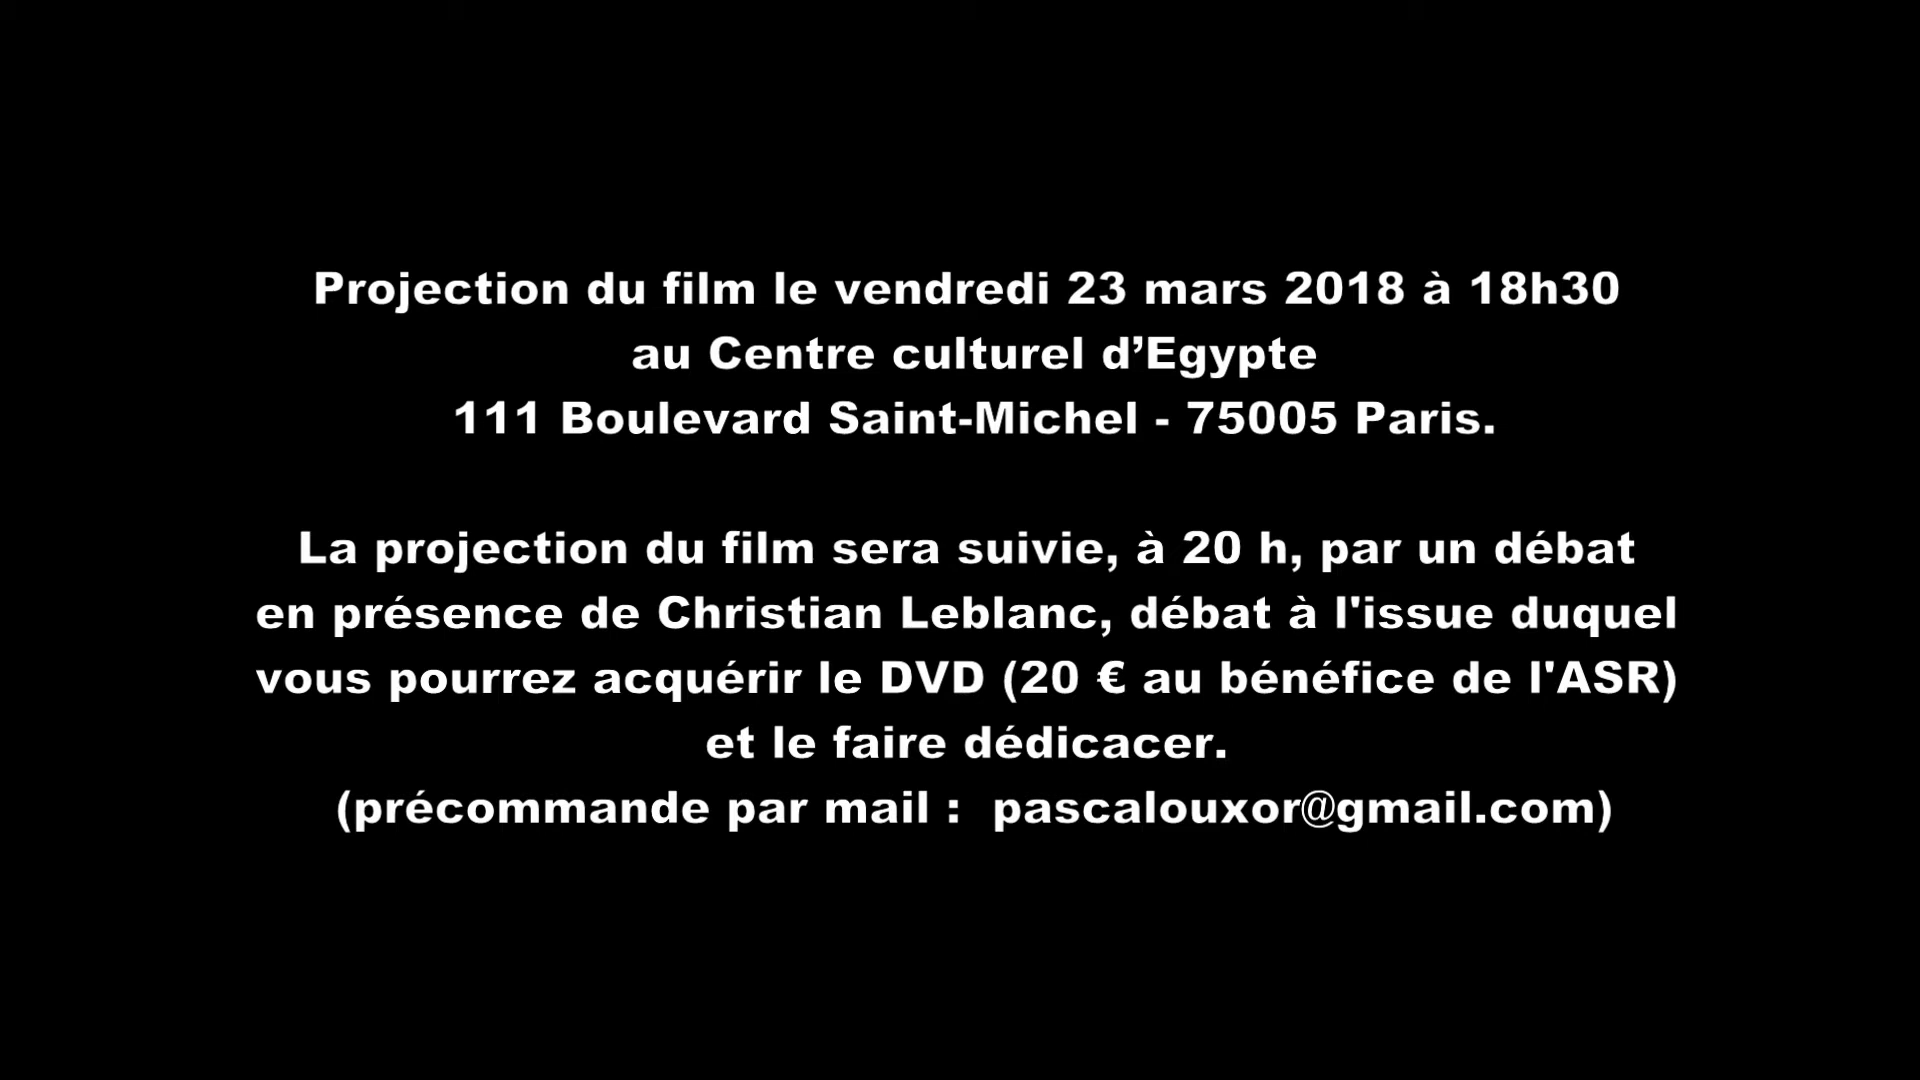 Projection du film le vendredi 23 mars 2018 à 18h30
au Centre culturel d’Egypte
111 Boulevard Saint-Michel - 75005 Paris.
La projection du film sera suivie, à 20 h, par un débat
en présence de Christian Leblanc, débat à l'issue duquel
vous pourrez acquérir le DVD (20 € au bénéfice de l'ASR)
et le faire dédicacer.
(précommande par mail :  pascalouxor@gmail.com)